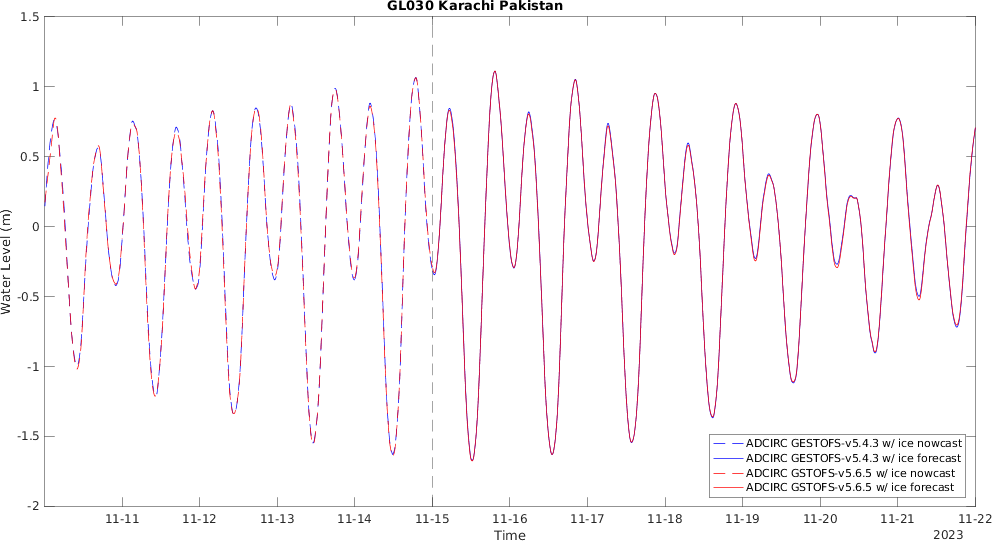 GL030 Karachi Pakistan
1.5
1
0.5
0
-0.5
-1
-1.5
-2
Water Level (m)
ADCIRC GESTOFS-v5.4.3 w/ ice nowcast
ADCIRC GESTOFS-v5.4.3 w/ ice forecast
ADCIRC GSTOFS-v5.6.5 w/ ice nowcast
ADCIRC GSTOFS-v5.6.5 w/ ice forecast
11-11 11-12 11-13 11-14 11-15 11-16 11-17 11-18 11-19 11-20 11-21 11-22
Time
2023